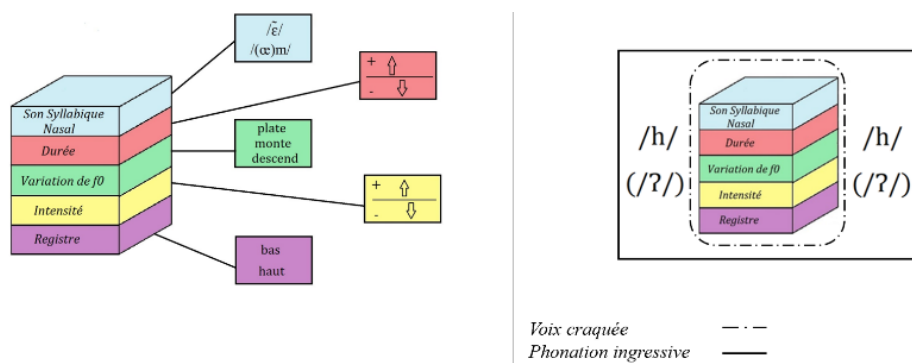 /ɛ̃/
/(œ)m/
+ ⇧
- ⇩
plate
monte
descend
+ ⇧
- ⇩
bas
haut
Son Syllabique
Nasal
Durée
Variation de f0
Intensité
Registre
/h/
(/ʔ/)
Son Syllabique
Nasal
Durée
Variation de f0
Intensité
Registre
/h/
(/ʔ/)
Voix craquée
Phonation ingressive